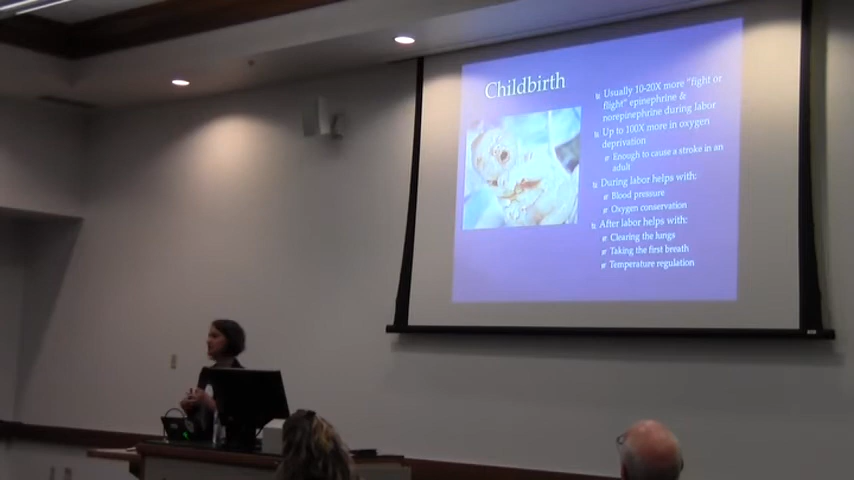 Childbirth
Usually 10-20X more "fight or
flight" epinephrine &
norepinephrine during labor
Up to 100X more in oxygen
deprivation
Enough to cause a stroke in an
adult
During labor helps with:
Blood pressure
Oxygen conservation
After labor helps with:
Clearing the lungs
Taking the first breath
Temperature regulation